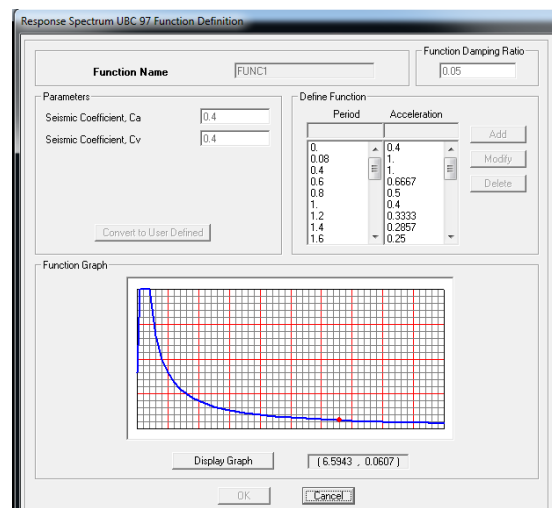 Response Spectrum UBC 97 Function Definition
Function Damping Ratio
Function Name FUNC1 0.05
Parameters Define Function
Seismic Coefficient, Ca 0.4 Period Acceleration
Seismic Coefficient, Cv 0.4 Add
0. 0.4
0.08 1. Modify
0.4 1.
0.6 0.6667 Delete
0.8 0.5
1. 0.4
1.2 0.3333
Convert to User Defined 1.4 0.2857
1.6 0.25
Function Graph
Display Graph ( 6.5943 , 0.0607 )
OK Cancel